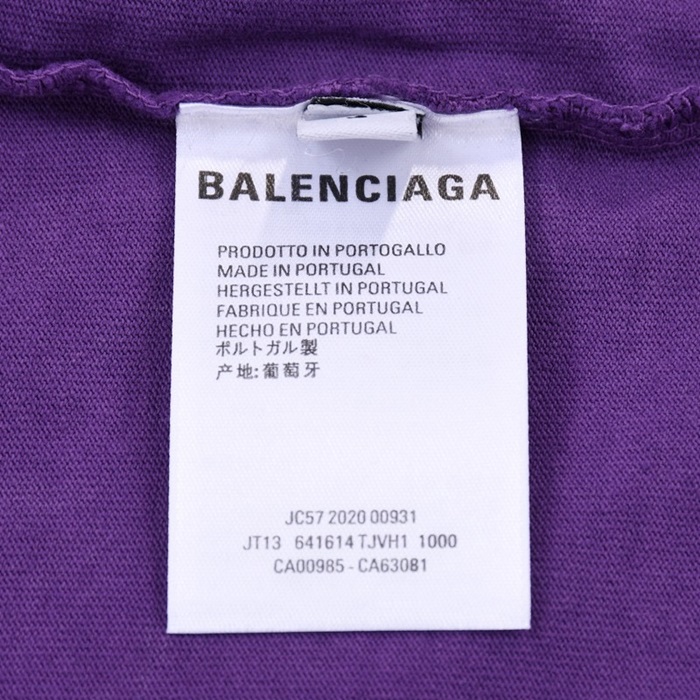 BALENCIAGA
PRODOTTO IN PORTOGALLO
MADE IN PORTUGAL
HERGESTELLT IN PORTUGAL
FABRIQUE EN PORTUGAL
HECHO EN PORTUGAL
ポルトガル製
产地:葡萄牙
JC57 2020 00931
JT13 641614 TJVH1 1000
CA00985 - CA63081